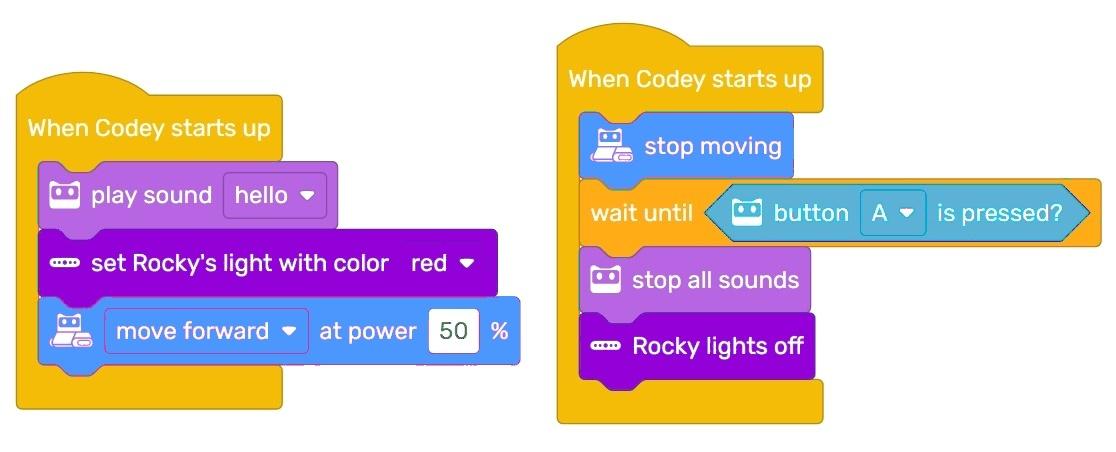 When Codey starts up
play sound hello
set Rocky's light with color red
move forward at power 50 %
When Codey starts up
stop moving
wait until button A is pressed?
stop all sounds
Rocky lights off